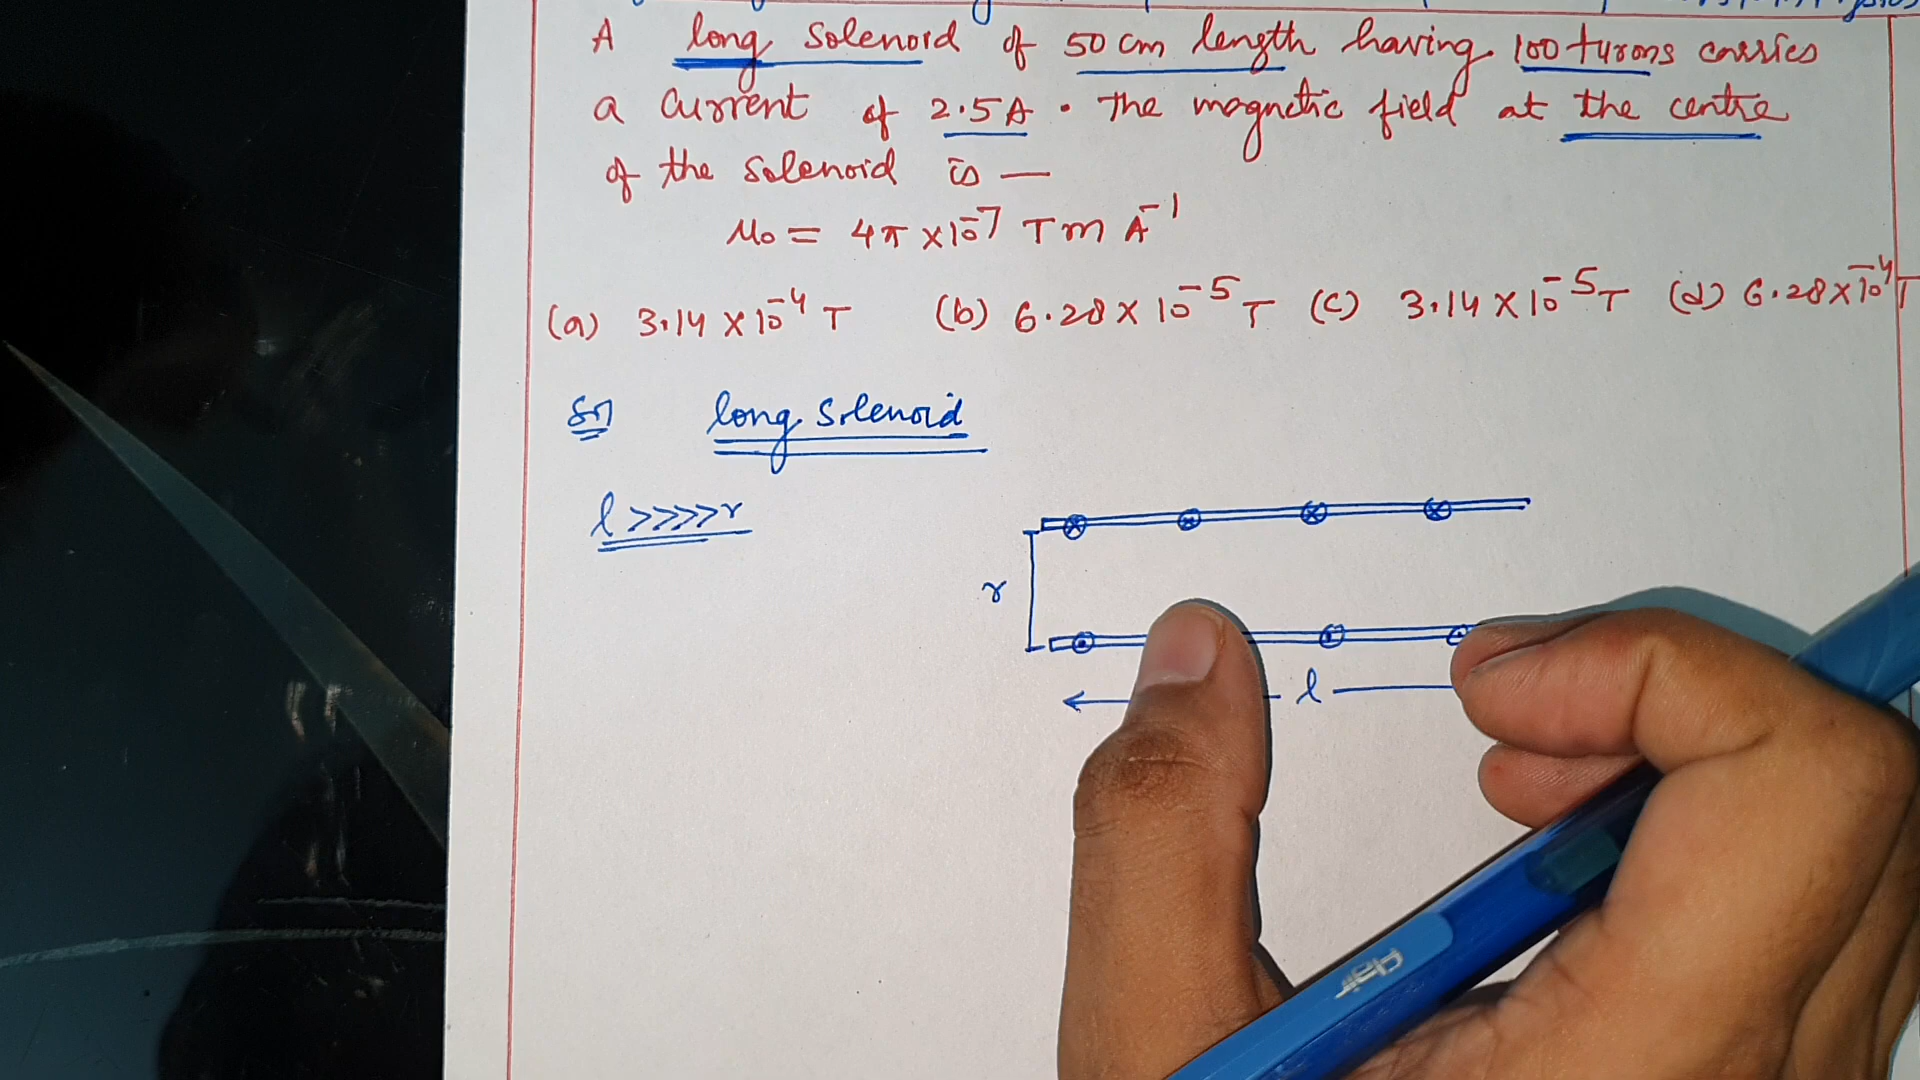 A long solenoid of 50 cm length having 100 turns carries
a current of 2.5A . The magnetic field at the centre
of the solenoid is —
μ₀ = 4π × 10⁻⁷ T m A⁻¹
(a) 3.14 × 10⁻⁴ T (b) 6.28 × 10⁻⁵ T (c) 3.14 × 10⁻⁵ T (d) 6.28 × 10⁻⁴ T
Sol long Solenoid
l >>>> r
r
l
Flair